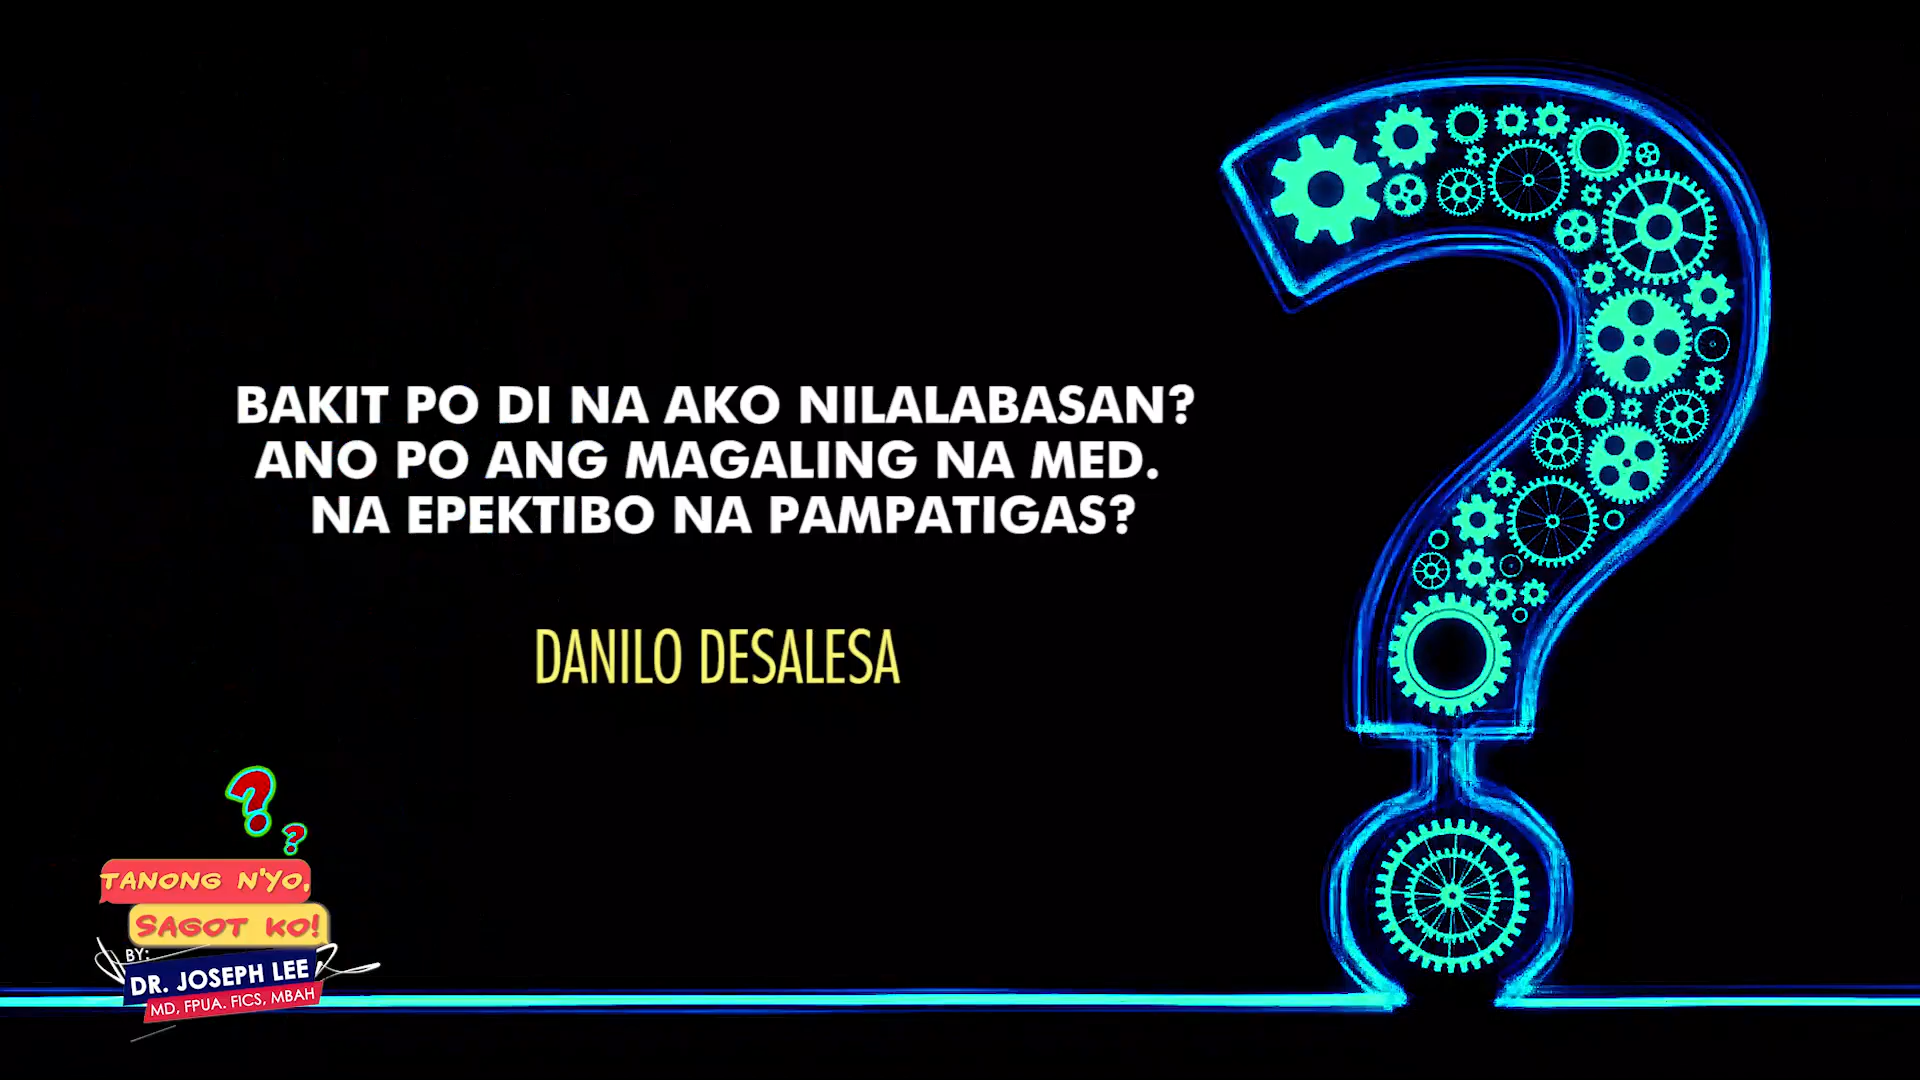 BAKIT PO DI NA AKO NILALABASAN?
ANO PO ANG MAGALING NA MED.
NA EPEKTIBO NA PAMPATIGAS?
DANILO DESALESA
TANONG N'YO,
SAGOT KO!
BY:
DR. JOSEPH LEE
MD, FPUA. FICS, MBAH